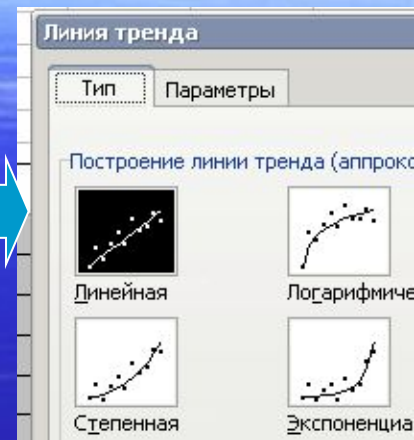 Линия тренда
Тип Параметры
Построение линии тренда (аппрокс
Линейная Логарифмиче
Степенная Экспоненциа